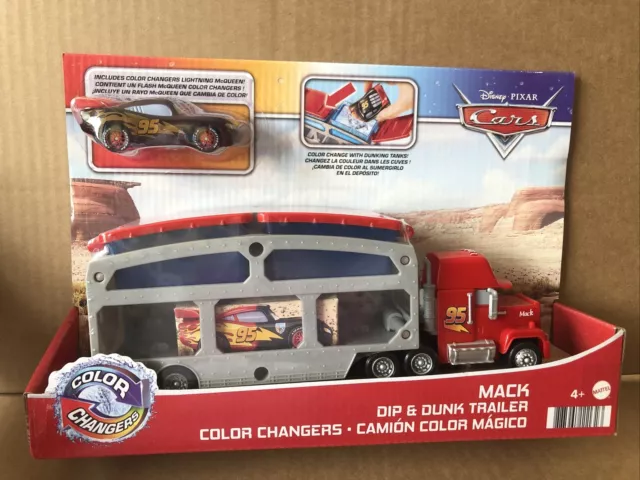 INCLUDES COLOR CHANGERS LIGHTNING McQUEEN!
CONTIENT UN FLASH McQUEEN COLOR CHANGERS !
¡INCLUYE UN RAYO McQUEEN QUE CAMBIA DE COLOR!
95
COLOR CHANGE WITH DUNKING TANKS!
CHANGEZ LA COULEUR DANS LES CUVES !
¡CAMBIA DE COLOR AL SUMERGIRLO
EN EL DEPÓSITO!
Disney · PIXAR
Cars
95
95
Mack
COLOR
CHANGERS
MACK
DIP & DUNK TRAILER
COLOR CHANGERS · CAMIÓN COLOR MÁGICO
4+
MATTEL